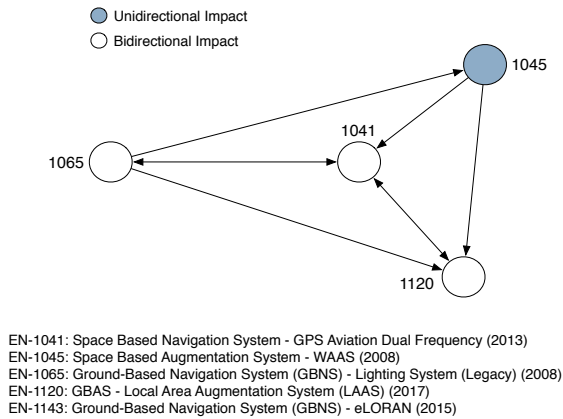 Unidirectional Impact
Bidirectional Impact
1045
1041
1065
1120
EN-1041: Space Based Navigation System - GPS Aviation Dual Frequency (2013)
EN-1045: Space Based Augmentation System - WAAS (2008)
EN-1065: Ground-Based Navigation System (GBNS) - Lighting System (Legacy) (2008)
EN-1120: GBAS - Local Area Augmentation System (LAAS) (2017)
EN-1143: Ground-Based Navigation System (GBNS) - eLORAN (2015)